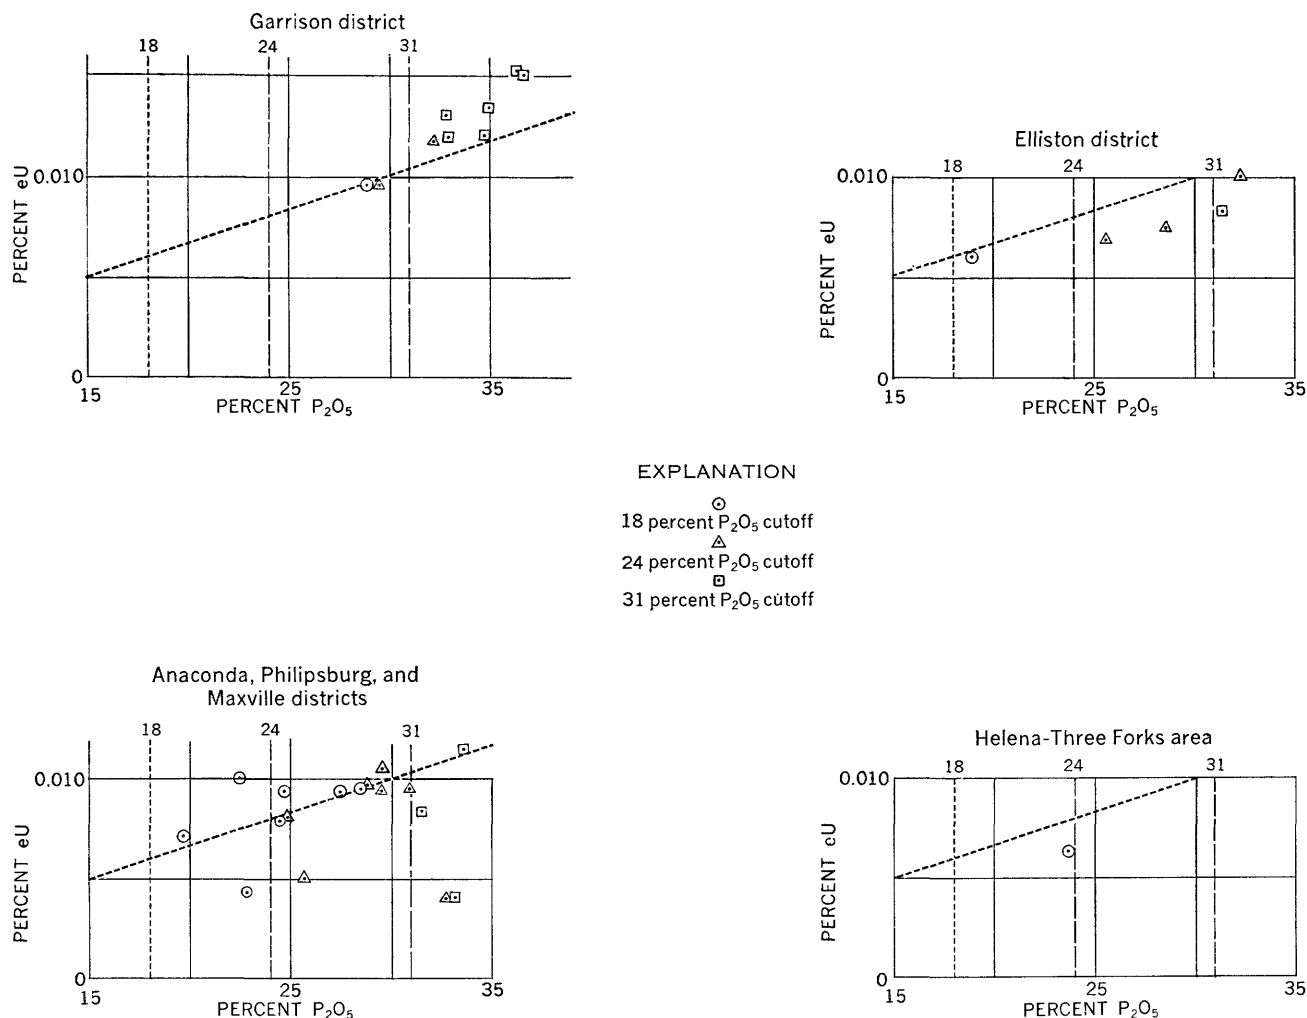 Garrison district
18 24 31
PERCENT eU
0.010
0
15 25 35
PERCENT P₂O₅
Elliston district
18 24 31
PERCENT eU
0.010
0
15 25 35
PERCENT P₂O₅
EXPLANATION
18 percent P₂O₅ cutoff
24 percent P₂O₅ cutoff
31 percent P₂O₅ cutoff
Anaconda, Philipsburg, and
Maxville districts
18 24 31
PERCENT eU
0.010
0
15 25 35
PERCENT P₂O₅
Helena-Three Forks area
18 24 31
PERCENT eU
0.010
0
15 25 35
PERCENT P₂O₅